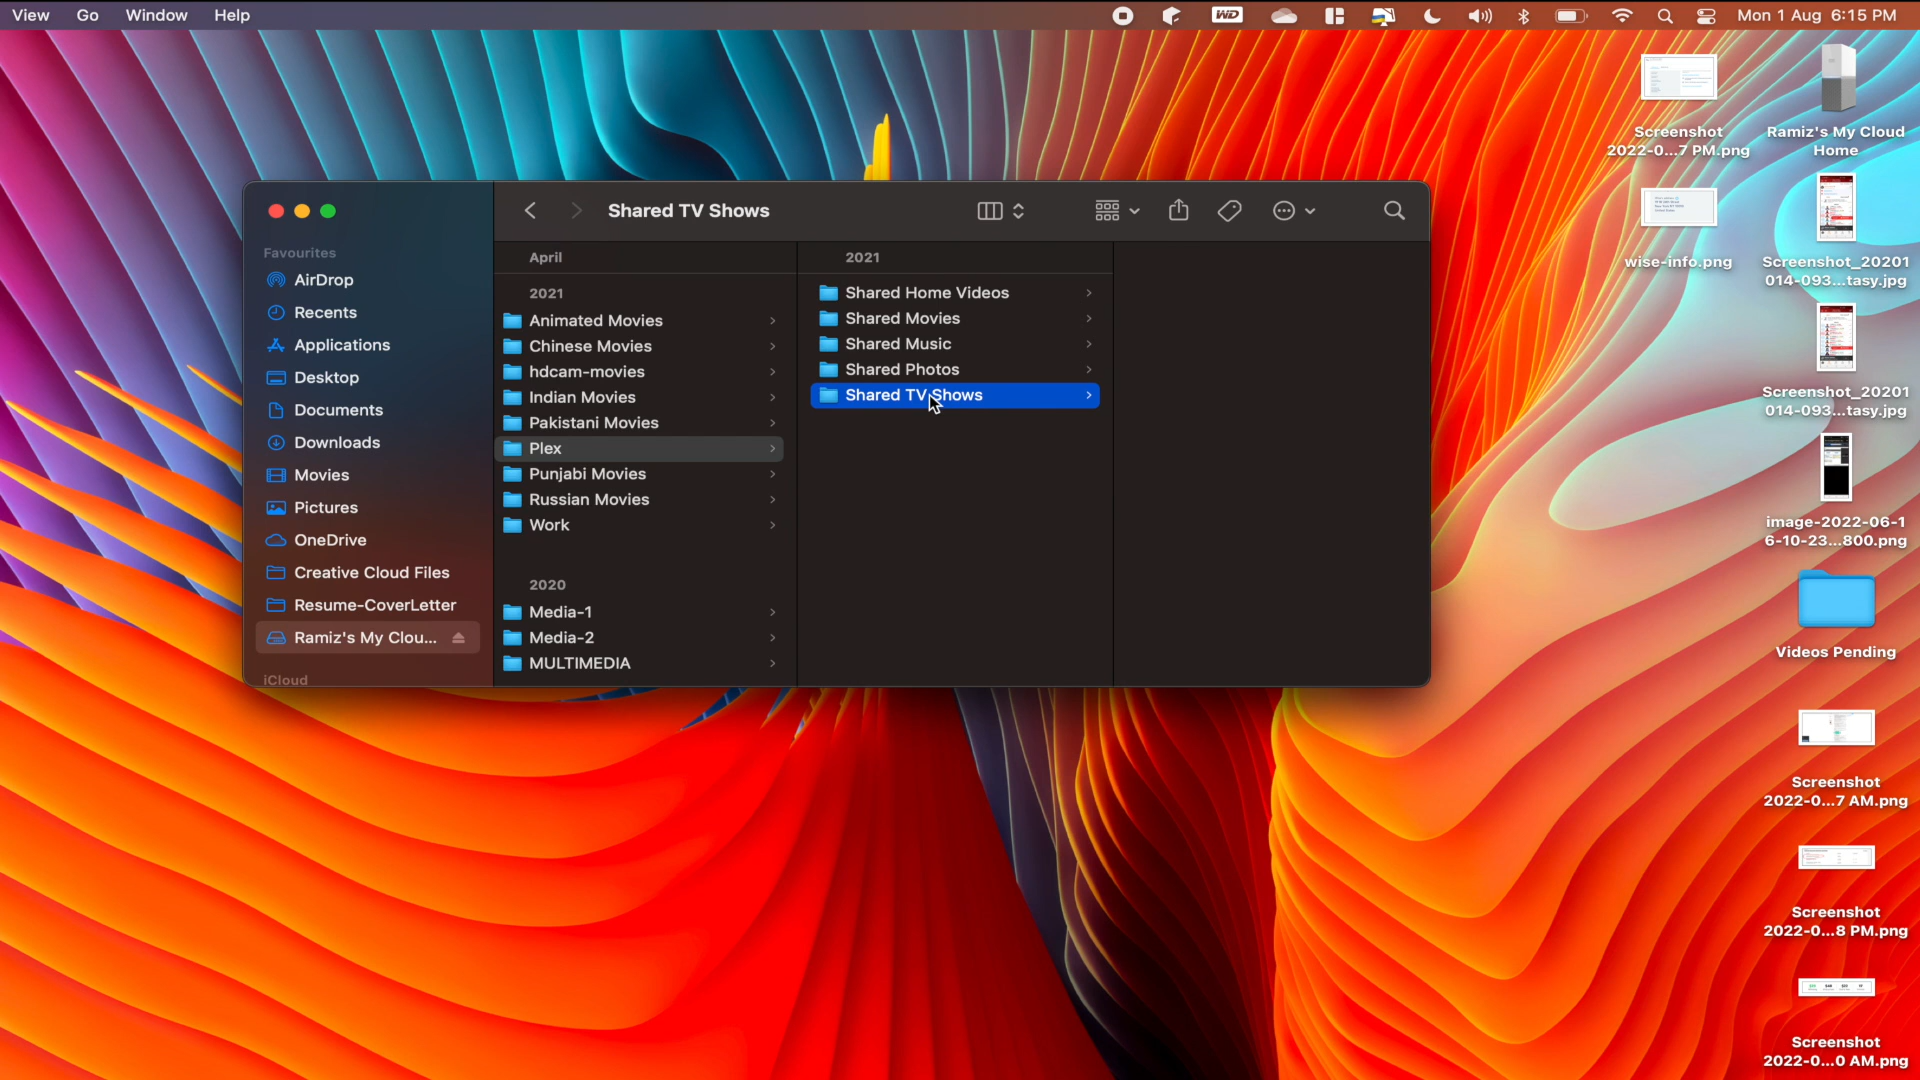 View Go Window Help
WD
Mon 1 Aug 6:15 PM
Shared TV Shows
Favourites
AirDrop
Recents
Applications
Desktop
Documents
Downloads
Movies
Pictures
OneDrive
Creative Cloud Files
Resume-CoverLetter
Ramiz's My Clou...
iCloud
April
2021
Animated Movies
Chinese Movies
hdcam-movies
Indian Movies
Pakistani Movies
Plex
Punjabi Movies
Russian Movies
Work
2020
Media-1
Media-2
MULTIMEDIA
2021
Shared Home Videos
Shared Movies
Shared Music
Shared Photos
Shared TV Shows
Screenshot
2022-0...7 PM.png
wise-info.png
Ramiz's My Cloud
Home
Screenshot_20201
014-093...tasy.jpg
Screenshot_20201
014-093...tasy.jpg
image-2022-06-1
6-10-23...800.png
Videos Pending
Screenshot
2022-0...7 AM.png
Screenshot
2022-0...8 PM.png
Screenshot
2022-0...0 AM.png